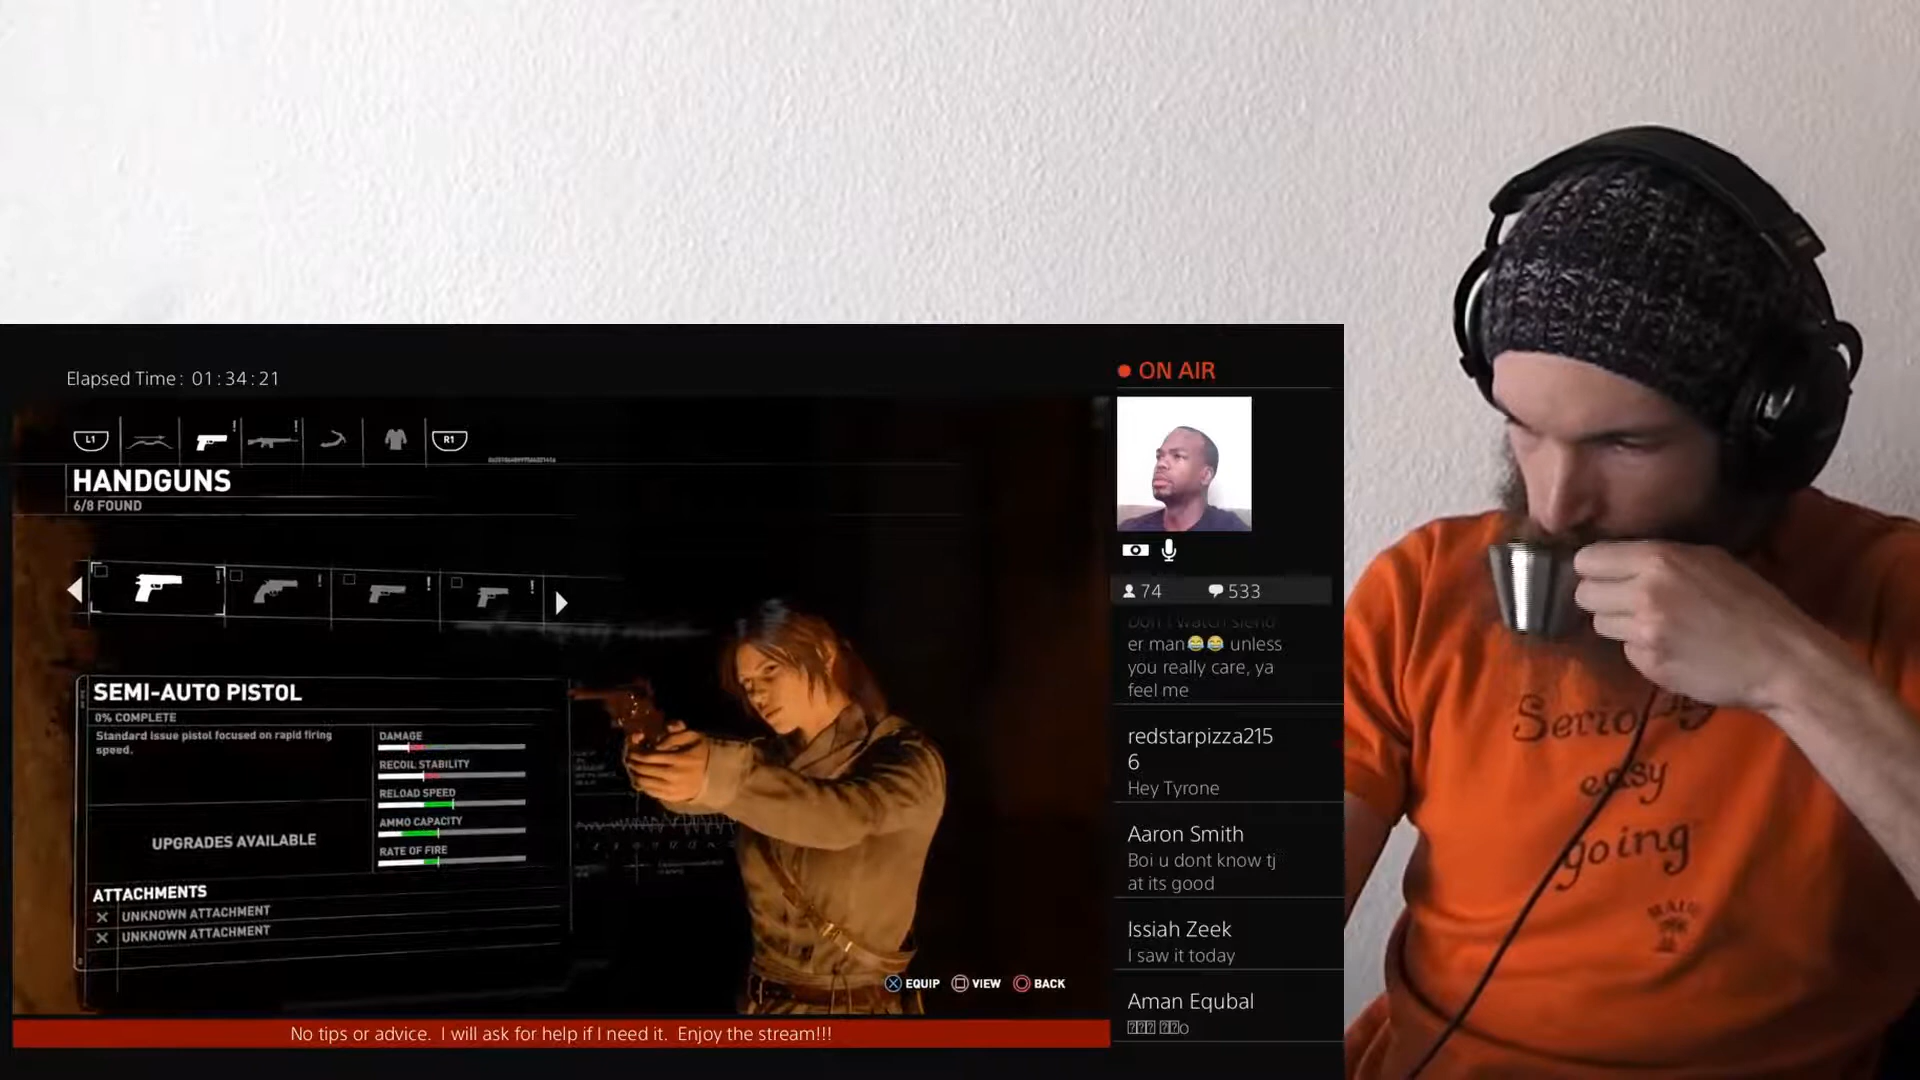 Elapsed Time: 01:34:21
L1
R1
HANDGUNS
6/8 FOUND
SEMI-AUTO PISTOL
0% COMPLETE
Standard issue pistol focused on rapid firing
speed.
UPGRADES AVAILABLE
DAMAGE
RECOIL STABILITY
RELOAD SPEED
AMMO CAPACITY
RATE OF FIRE
ATTACHMENTS
UNKNOWN ATTACHMENT
UNKNOWN ATTACHMENT
EQUIP VIEW BACK
No tips or advice. I will ask for help if I need it. Enjoy the stream!!!
ON AIR
74 533
er man😂😂 unless
you really care, ya
feel me
redstarpizza215
6
Hey Tyrone
Aaron Smith
Boi u dont know tj
at its good
Issiah Zeek
I saw it today
Aman Equbal
easy
going